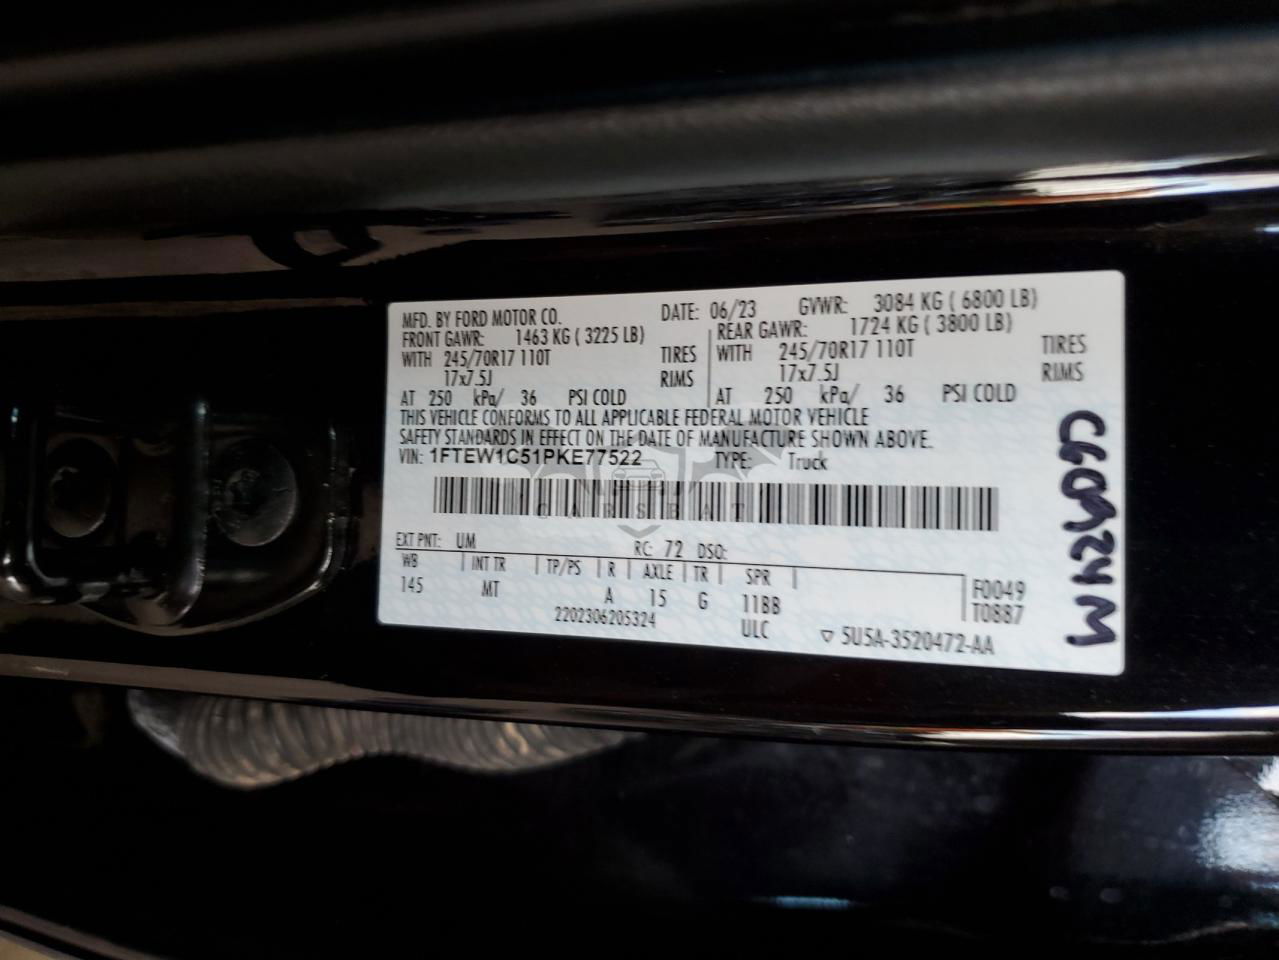 MFD. BY FORD MOTOR CO. DATE: 06/23 GVWR: 3084 KG ( 6800 LB)
FRONT GAWR: 1463 KG ( 3225 LB) REAR GAWR: 1724 KG ( 3800 LB)
WITH 245/70R17 110T TIRES WITH 245/70R17 110T TIRES
17x7.5J RIMS 17x7.5J RIMS
AT 250 kPa/ 36 PSI COLD AT 250 kPa/ 36 PSI COLD
THIS VEHICLE CONFORMS TO ALL APPLICABLE FEDERAL MOTOR VEHICLE
SAFETY STANDARDS IN EFFECT ON THE DATE OF MANUFACTURE SHOWN ABOVE.
VIN: 1FTEW1C51PKE77522 TYPE: Truck
CARSBAT
EXT PNT: UM RC: 72 DSO:
WB INT TR TP/PS R AXLE TR SPR
145 MT A 15 G 11BB F0049
2202306205324 ULC T0887
▽ 5U5A-3520472-AA